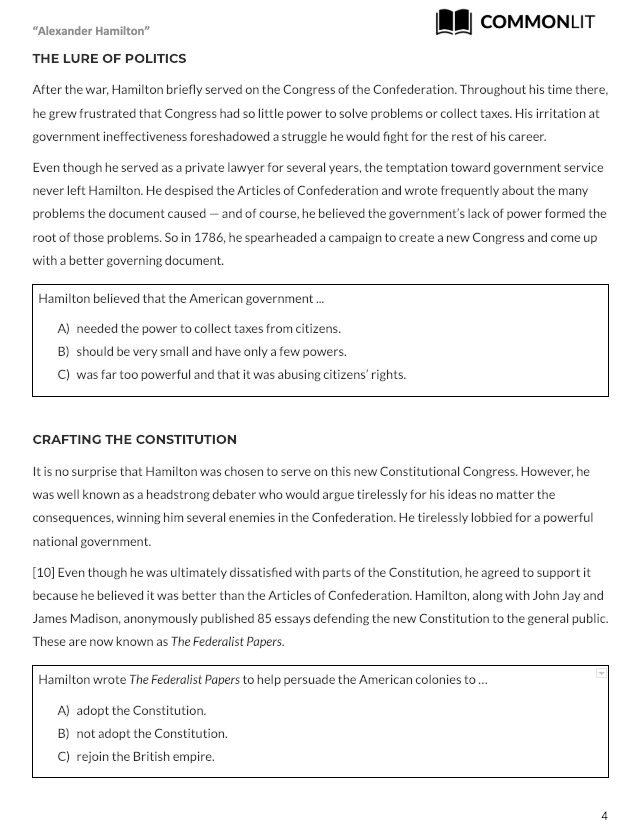 “Alexander Hamilton”
COMMONLIT
THE LURE OF POLITICS
After the war, Hamilton briefly served on the Congress of the Confederation. Throughout his time there,
he grew frustrated that Congress had so little power to solve problems or collect taxes. His irritation at
government ineffectiveness foreshadowed a struggle he would fight for the rest of his career.
Even though he served as a private lawyer for several years, the temptation toward government service
never left Hamilton. He despised the Articles of Confederation and wrote frequently about the many
problems the document caused — and of course, he believed the government’s lack of power formed the
root of those problems. So in 1786, he spearheaded a campaign to create a new Congress and come up
with a better governing document.
Hamilton believed that the American government ...
A) needed the power to collect taxes from citizens.
B) should be very small and have only a few powers.
C) was far too powerful and that it was abusing citizens’ rights.
CRAFTING THE CONSTITUTION
It is no surprise that Hamilton was chosen to serve on this new Constitutional Congress. However, he
was well known as a headstrong debater who would argue tirelessly for his ideas no matter the
consequences, winning him several enemies in the Confederation. He tirelessly lobbied for a powerful
national government.
[10] Even though he was ultimately dissatisfied with parts of the Constitution, he agreed to support it
because he believed it was better than the Articles of Confederation. Hamilton, along with John Jay and
James Madison, anonymously published 85 essays defending the new Constitution to the general public.
These are now known as The Federalist Papers.
Hamilton wrote The Federalist Papers to help persuade the American colonies to …
A) adopt the Constitution.
B) not adopt the Constitution.
C) rejoin the British empire.
4